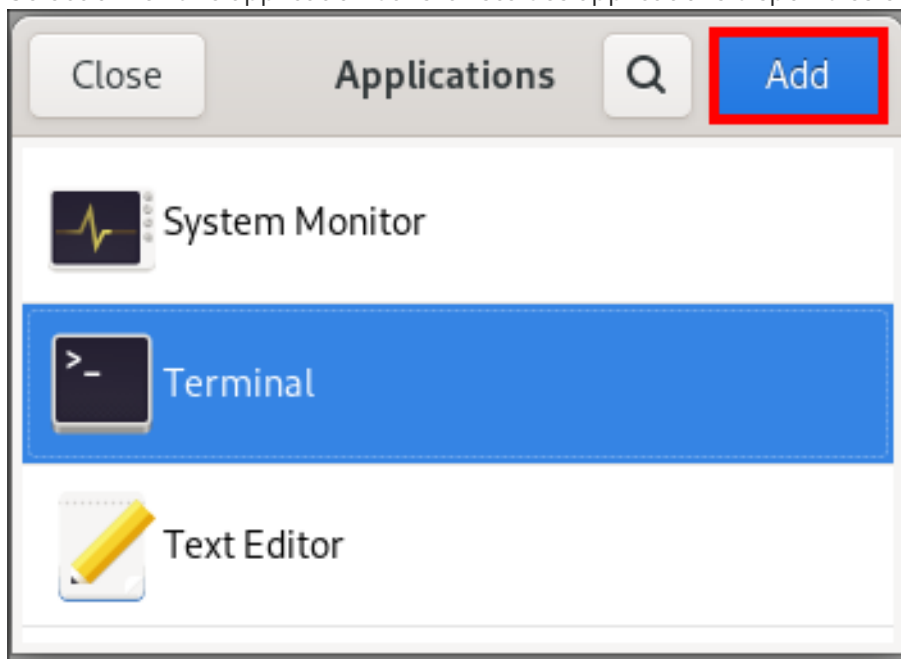 Close Applications Add
System Monitor
>_ Terminal
Text Editor